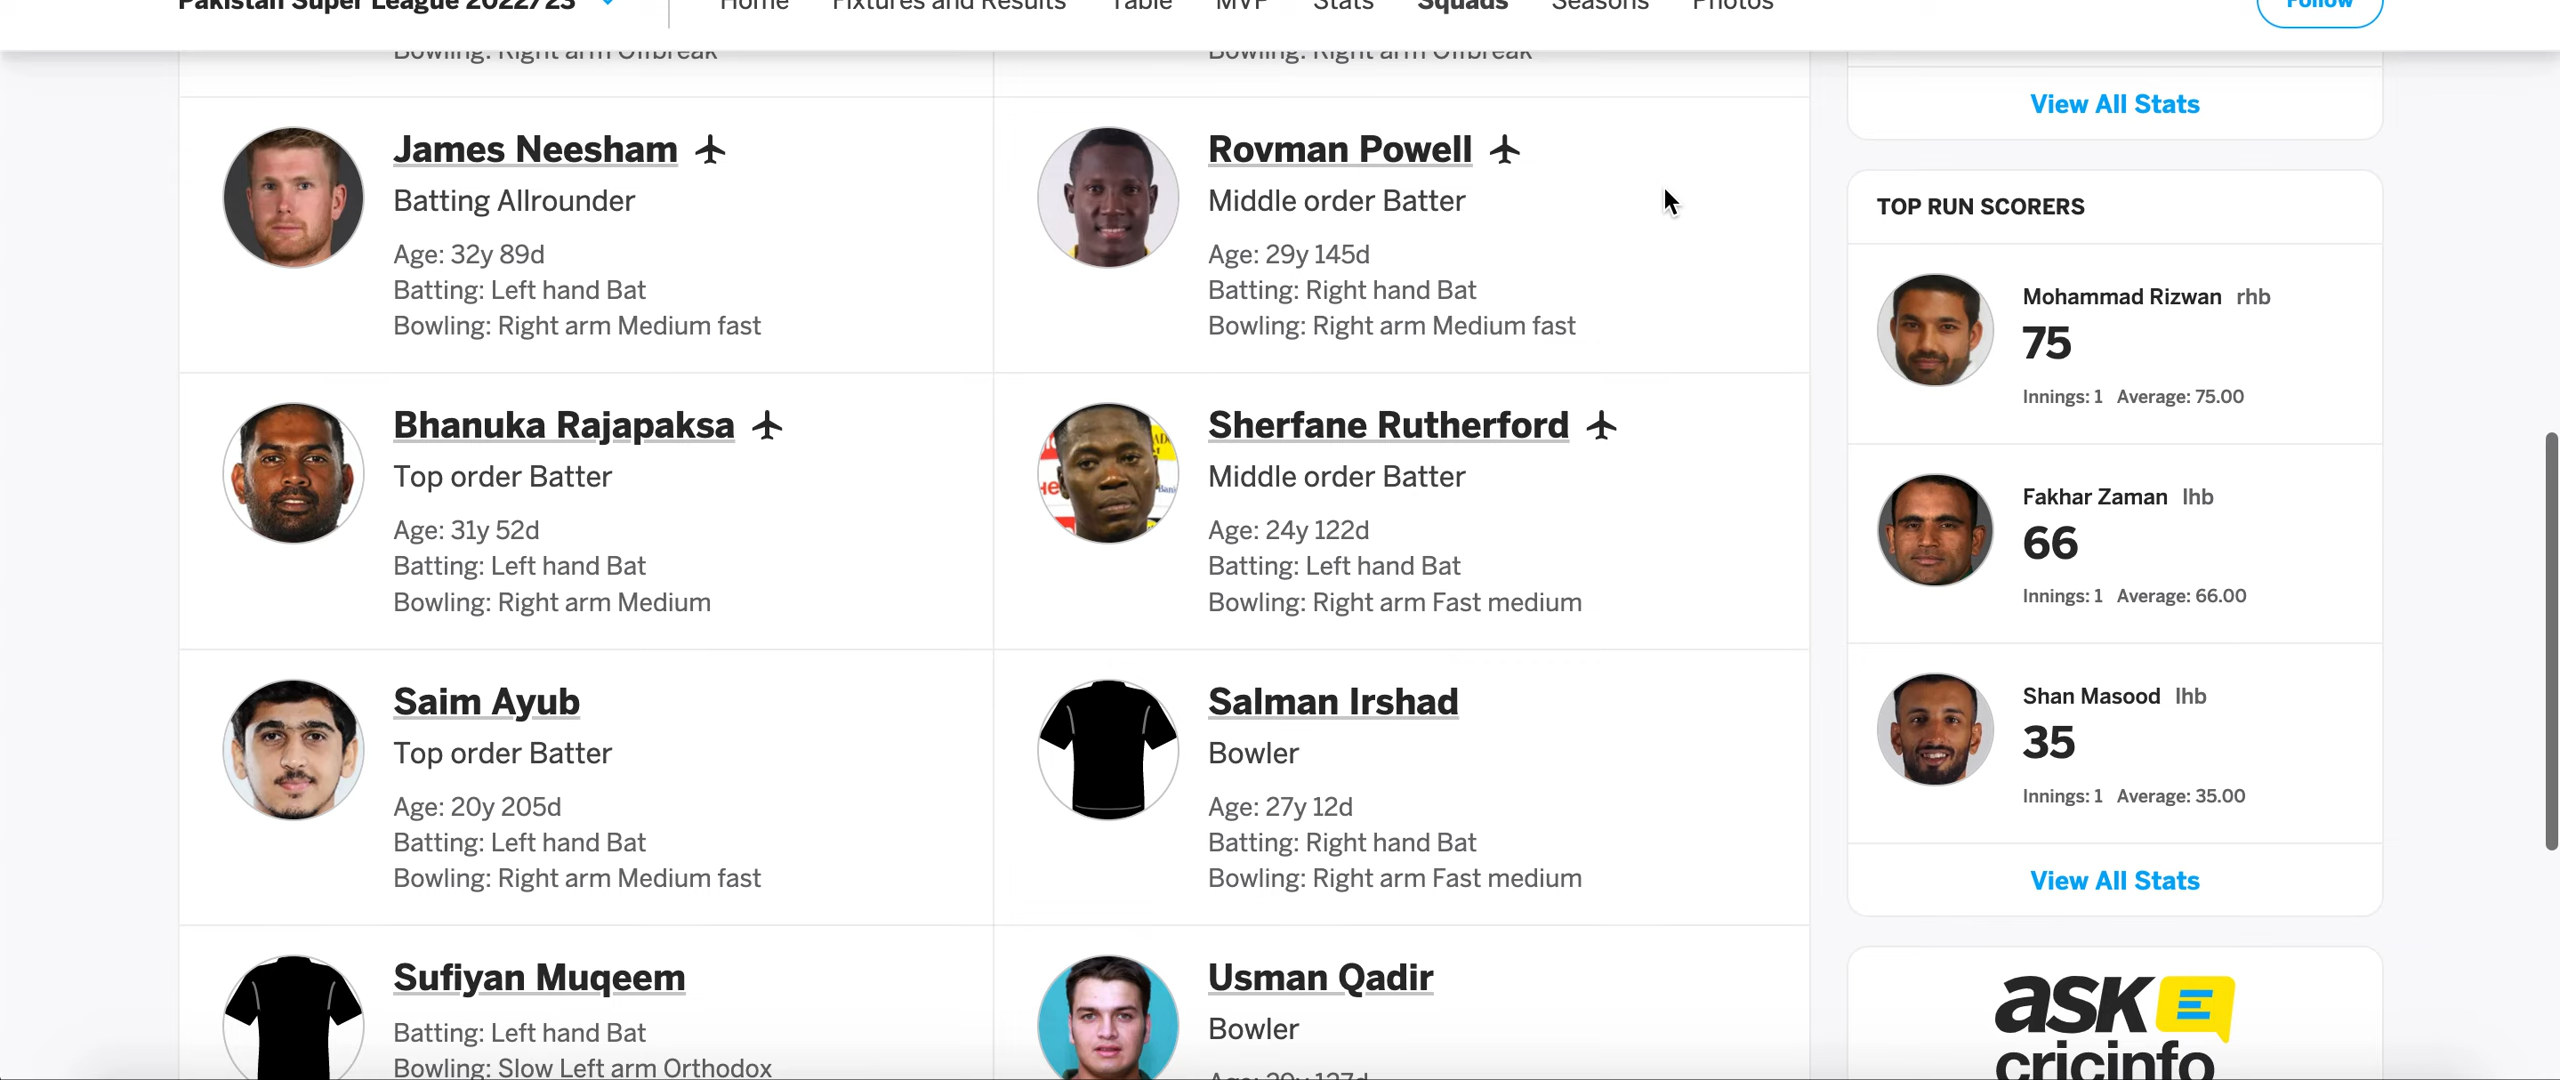 Pakistan Super League 2022/23
Home Fixtures and Results Table MVP Stats Squads Seasons Photos
Follow
Bowling: Right arm Offbreak
Bowling: Right arm Offbreak
James Neesham
Batting Allrounder
Age: 32y 89d
Batting: Left hand Bat
Bowling: Right arm Medium fast
Rovman Powell
Middle order Batter
Age: 29y 145d
Batting: Right hand Bat
Bowling: Right arm Medium fast
Bhanuka Rajapaksa
Top order Batter
Age: 31y 52d
Batting: Left hand Bat
Bowling: Right arm Medium
Sherfane Rutherford
Middle order Batter
Age: 24y 122d
Batting: Left hand Bat
Bowling: Right arm Fast medium
Saim Ayub
Top order Batter
Age: 20y 205d
Batting: Left hand Bat
Bowling: Right arm Medium fast
Salman Irshad
Bowler
Age: 27y 12d
Batting: Right hand Bat
Bowling: Right arm Fast medium
Sufiyan Muqeem
Batting: Left hand Bat
Bowling: Slow Left arm Orthodox
Usman Qadir
Bowler
View All Stats
TOP RUN SCORERS
Mohammad Rizwan rhb
75
Innings: 1 Average: 75.00
Fakhar Zaman lhb
66
Innings: 1 Average: 66.00
Shan Masood lhb
35
Innings: 1 Average: 35.00
View All Stats
ASK
cricinfo